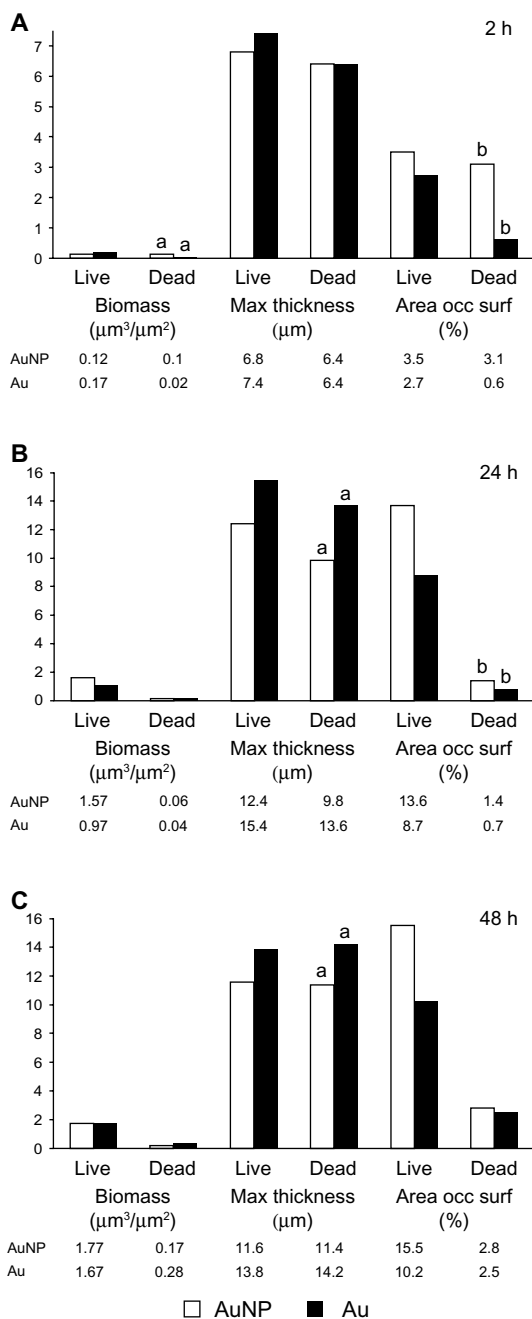 A
2 h
7
6
5
4
3
2
1
0
a a
b
b
Live Dead Live Dead Live Dead
Biomass Max thickness Area occ surf
(μm³/μm²) (μm) (%)
AuNP 0.12 0.1 6.8 6.4 3.5 3.1
Au 0.17 0.02 7.4 6.4 2.7 0.6
B
24 h
16
14
12
10
8
6
4
2
0
a
a
b b
Live Dead Live Dead Live Dead
Biomass Max thickness Area occ surf
(μm³/μm²) (μm) (%)
AuNP 1.57 0.06 12.4 9.8 13.6 1.4
Au 0.97 0.04 15.4 13.6 8.7 0.7
C
48 h
16
14
12
10
8
6
4
2
0
a
a
Live Dead Live Dead Live Dead
Biomass Max thickness Area occ surf
(μm³/μm²) (μm) (%)
AuNP 1.77 0.17 11.6 11.4 15.5 2.8
Au 1.67 0.28 13.8 14.2 10.2 2.5
AuNP Au